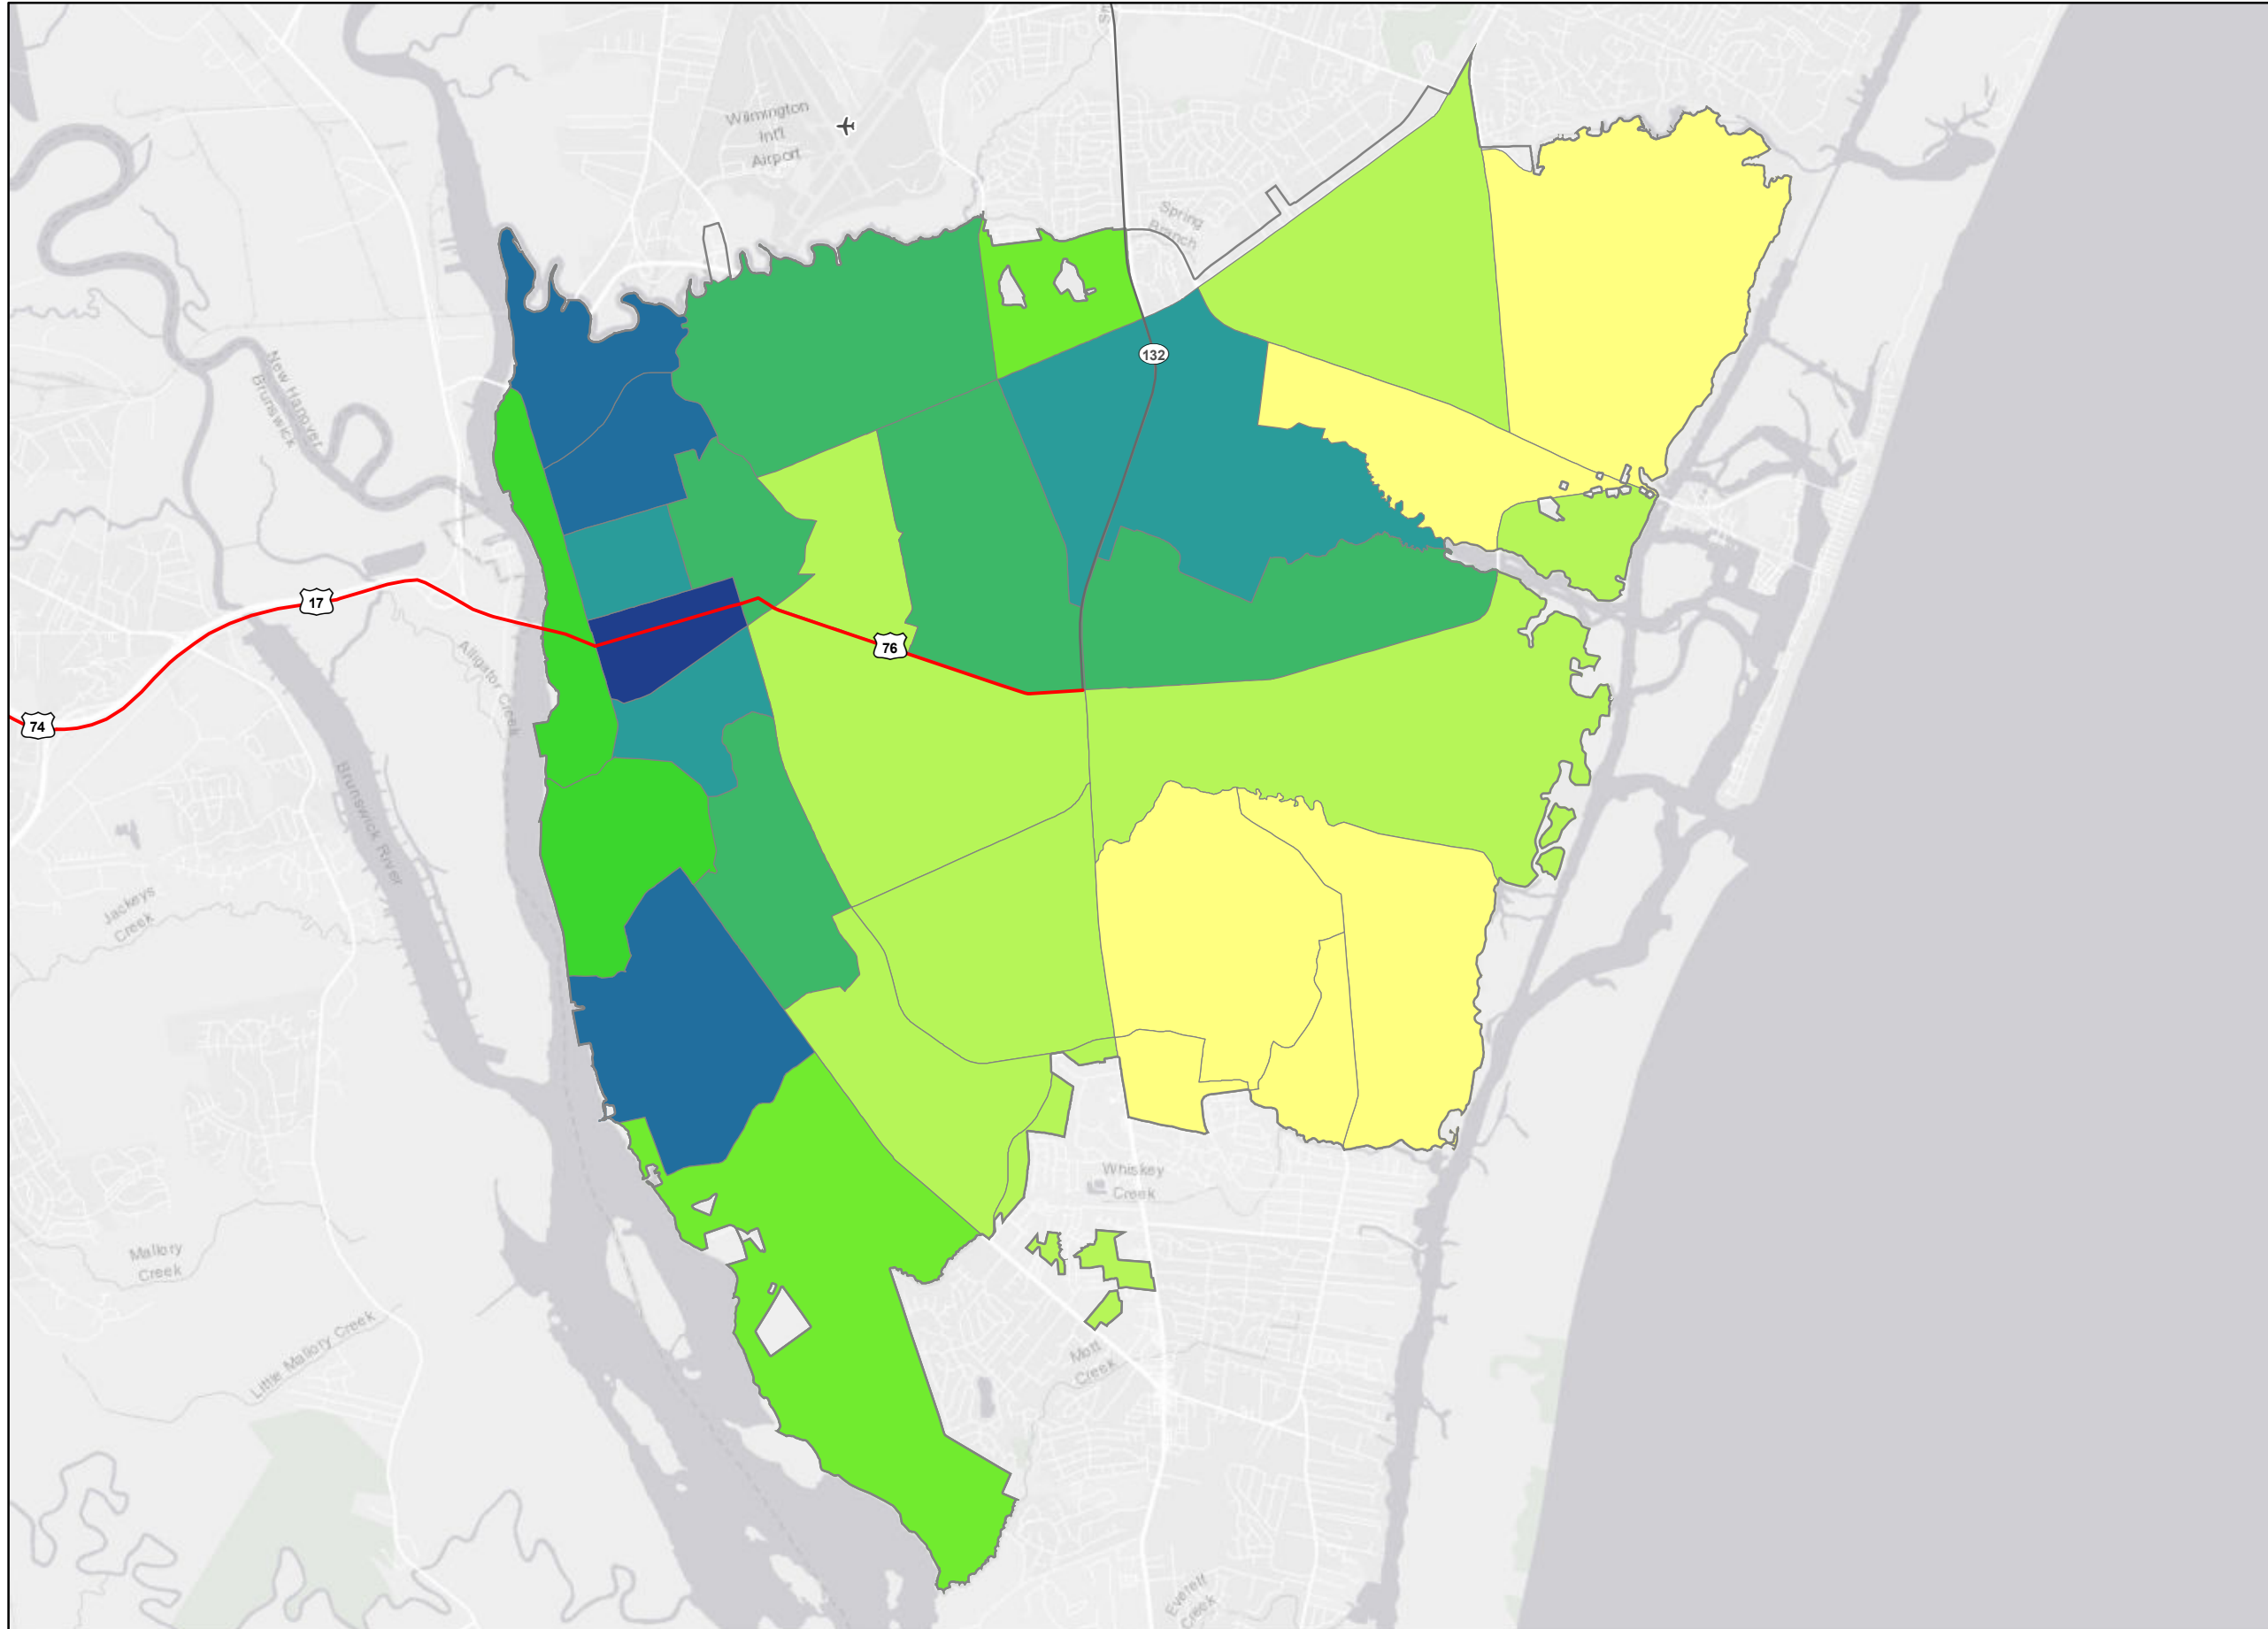 Wilmington
Int'l
Airport
Spring
Branch
132
New Hanover
Brunswick
17
76
74
Alligator Creek
Brunswick River
Jackeys
Creek
Whiskey
Creek
Mallory
Creek
Little Mallory Creek
Mott
Creek
Everett
Creek